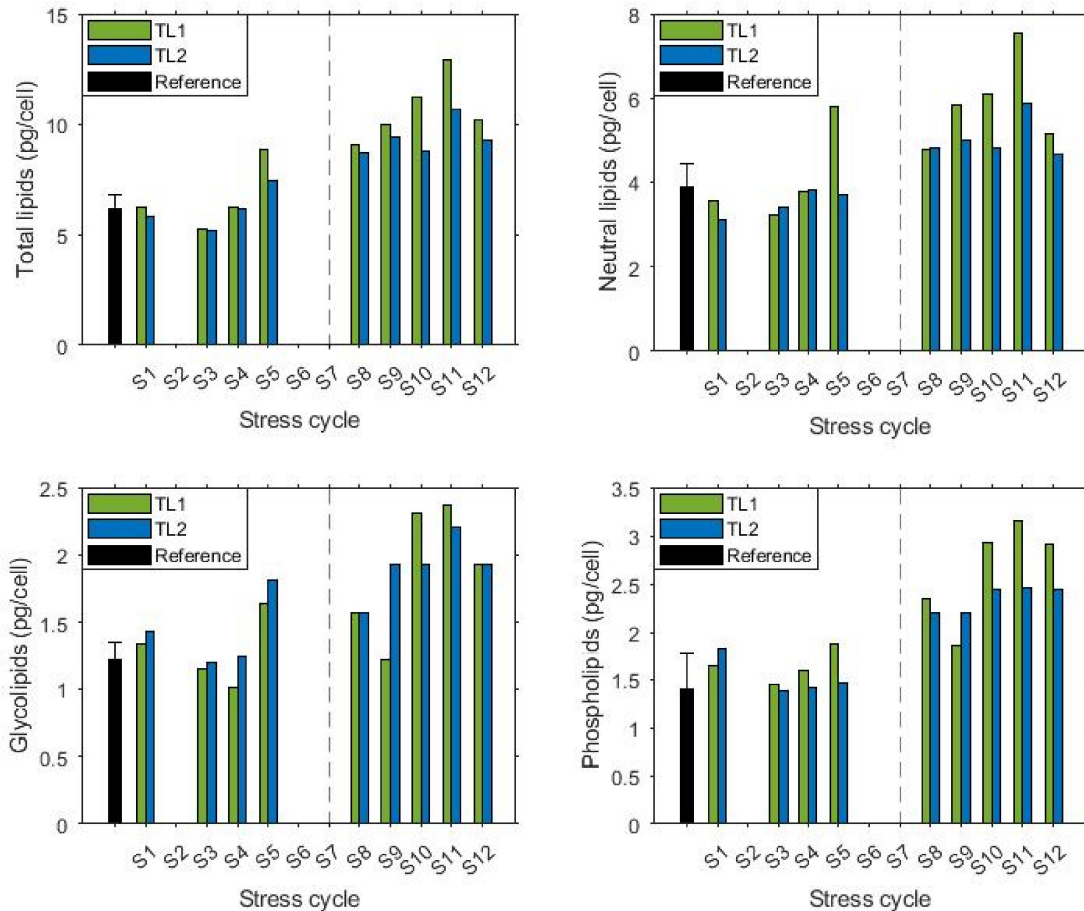 Total lipids (pg/cell)
15
10
5
0
TL1
TL2
Reference
S1 S2 S3 S4 S5 S6 S7 S8 S9 S10 S11 S12
Stress cycle
Neutral lipids (pg/cell)
8
6
4
2
0
TL1
TL2
Reference
S1 S2 S3 S4 S5 S6 S7 S8 S9 S10 S11 S12
Stress cycle
Glycolipids (pg/cell)
2.5
2
1.5
1
0.5
0
TL1
TL2
Reference
S1 S2 S3 S4 S5 S6 S7 S8 S9 S10 S11 S12
Stress cycle
Phospholipids (pg/cell)
3.5
3
2.5
2
1.5
1
0.5
0
TL1
TL2
Reference
S1 S2 S3 S4 S5 S6 S7 S8 S9 S10 S11 S12
Stress cycle